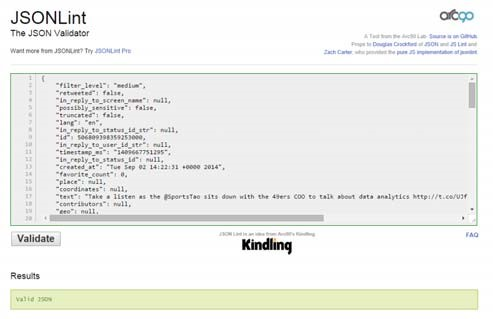 JSONLint
The JSON Validator
Want more from JSONLint? Try JSONLint Pro
arc90
A Tool from the Arc90 Lab. Source is on GitHub
Props to Douglas Crockford of JSON and JS Lint and
Zach Carter, who provided the pure JS implementation of jsonlint
1 {
2 "filter_level": "medium",
3 "retweeted": false,
4 "in_reply_to_screen_name": null,
5 "possibly_sensitive": false,
6 "truncated": false,
7 "lang": "en",
8 "in_reply_to_status_id_str": null,
9 "id": 506809398359253000,
10 "in_reply_to_user_id_str": null,
11 "timestamp_ms": "1409667751295",
12 "in_reply_to_status_id": null,
13 "created_at": "Tue Sep 02 14:22:31 +0000 2014",
14 "favorite_count": 0,
15 "place": null,
16 "coordinates": null,
17 "text": "Take a listen as the @SportsTao sits down with the 49ers COO to talk about data analytics http://t.co/UJf
18 "contributors": null,
19 "geo": null,
20
Validate
JSON Lint is an idea from Arc90's Kindling
Kindling
FAQ
Results
Valid JSON